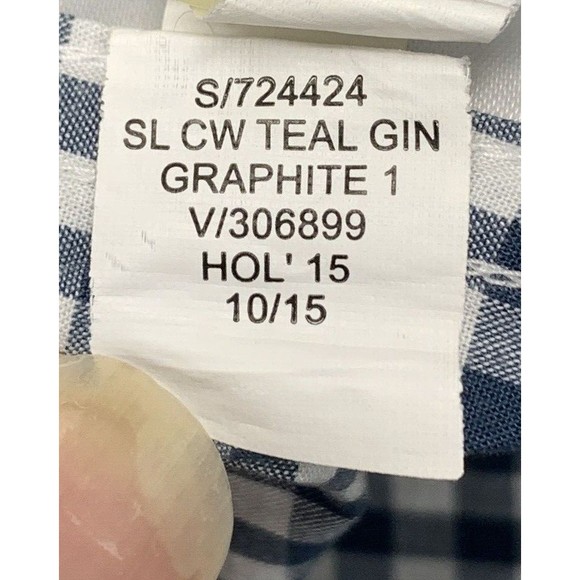 S/724424
SL CW TEAL GIN
GRAPHITE 1
V/306899
HOL' 15
10/15